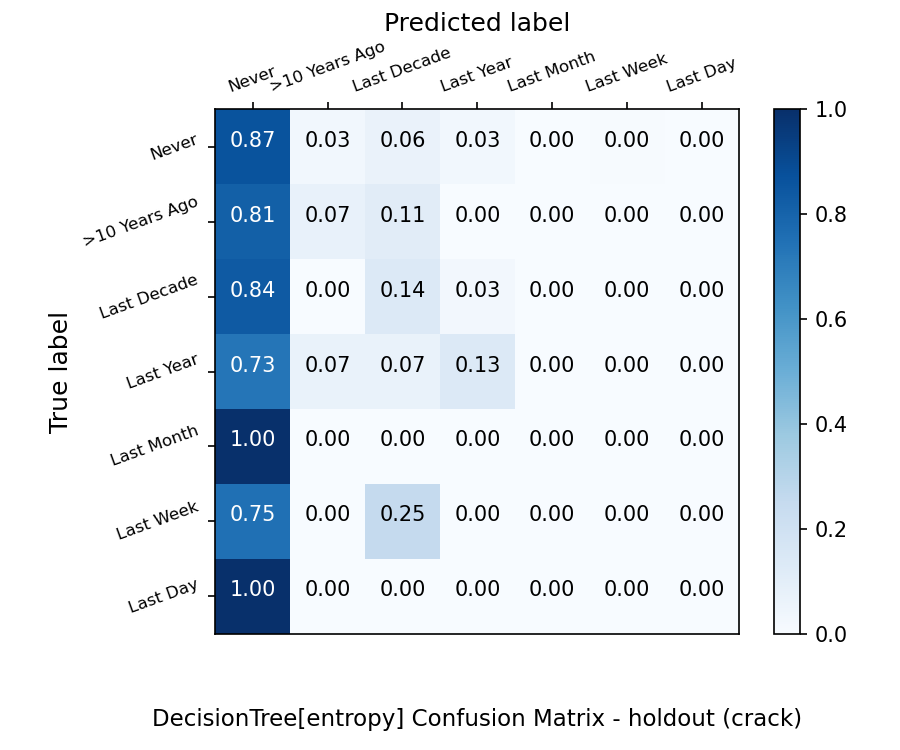 Predicted label
Never >10 Years Ago Last Decade Last Year Last Month Last Week Last Day
1.0
Never 0.87 0.03 0.06 0.03 0.00 0.00 0.00
0.8
>10 Years Ago 0.81 0.07 0.11 0.00 0.00 0.00 0.00
Last Decade 0.84 0.00 0.14 0.03 0.00 0.00 0.00
0.6
True label
Last Year 0.73 0.07 0.07 0.13 0.00 0.00 0.00
0.4
Last Month 1.00 0.00 0.00 0.00 0.00 0.00 0.00
Last Week 0.75 0.00 0.25 0.00 0.00 0.00 0.00
0.2
Last Day 1.00 0.00 0.00 0.00 0.00 0.00 0.00
0.0
DecisionTree[entropy] Confusion Matrix - holdout (crack)